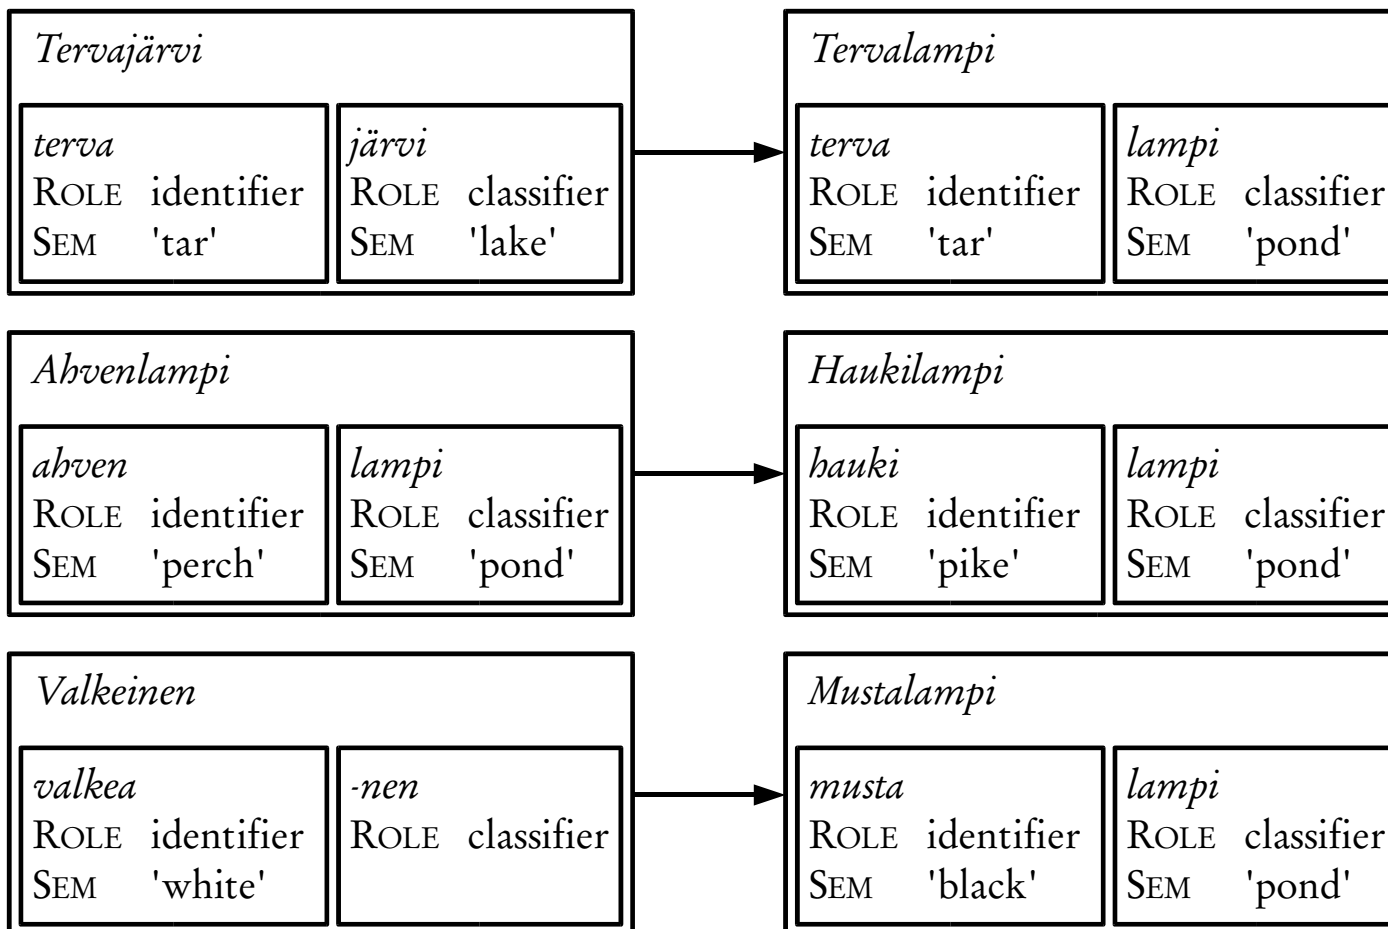 Tervajärvi
terva
ROLE identifier
SEM 'tar'
järvi
ROLE classifier
SEM 'lake'
Tervalampi
terva
ROLE identifier
SEM 'tar'
lampi
ROLE classifier
SEM 'pond'
Ahvenlampi
ahven
ROLE identifier
SEM 'perch'
lampi
ROLE classifier
SEM 'pond'
Haukilampi
hauki
ROLE identifier
SEM 'pike'
lampi
ROLE classifier
SEM 'pond'
Valkeinen
valkea
ROLE identifier
SEM 'white'
-nen
ROLE classifier
Mustalampi
musta
ROLE identifier
SEM 'black'
lampi
ROLE classifier
SEM 'pond'